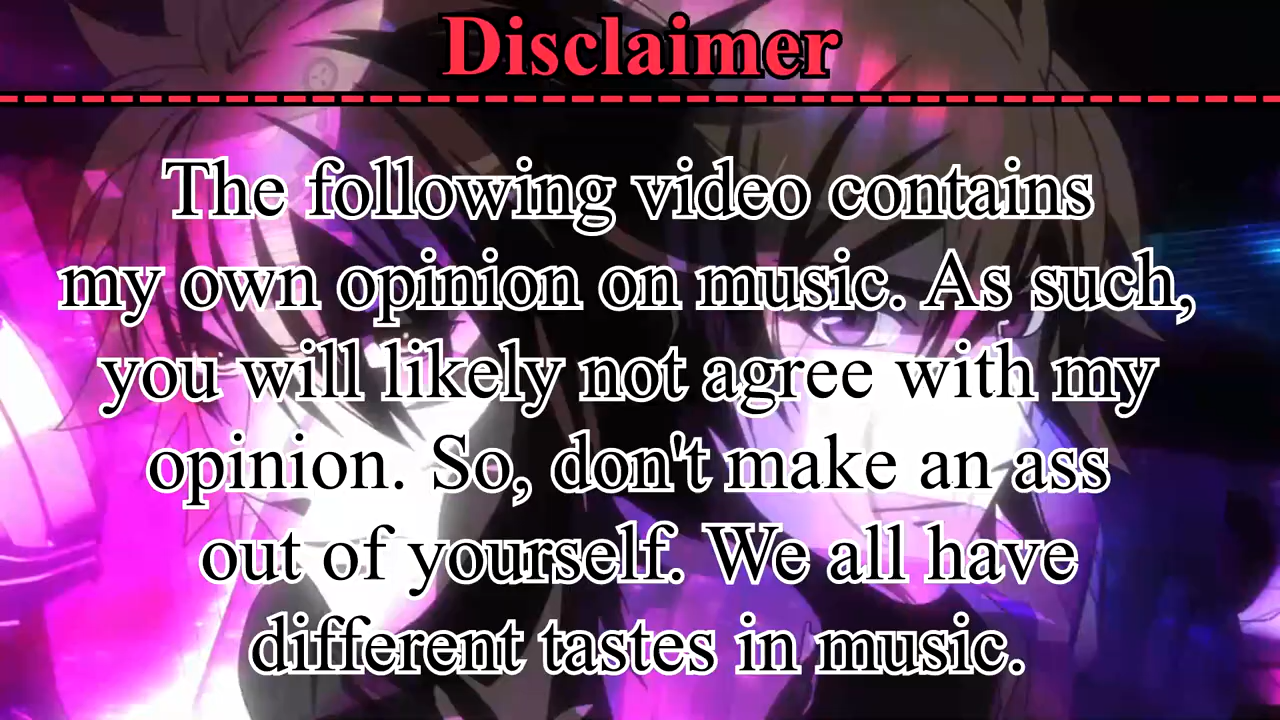 Disclaimer
The following video contains
my own opinion on music. As such,
you will likely not agree with my
opinion. So, don't make an ass
out of yourself. We all have
different tastes in music.